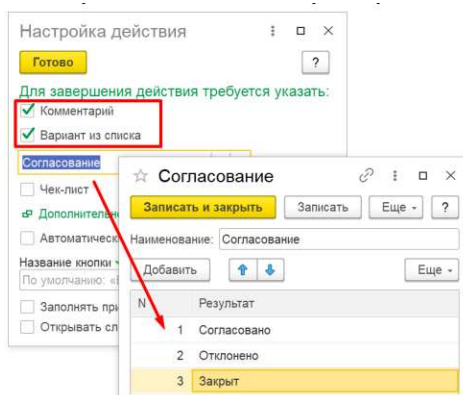 Настройка действия
Готово
?
Для завершения действия требуется указать:
Комментарий
Вариант из списка
Согласование
Чек-лист
Дополнительно
Автоматическ
Название кнопки
По умолчанию: «
Заполнять при
Открывать сл
Согласование
Записать и закрыть Записать Еще ?
Наименование: Согласование
Добавить Еще
N Результат
1 Согласовано
2 Отклонено
3 Закрыт